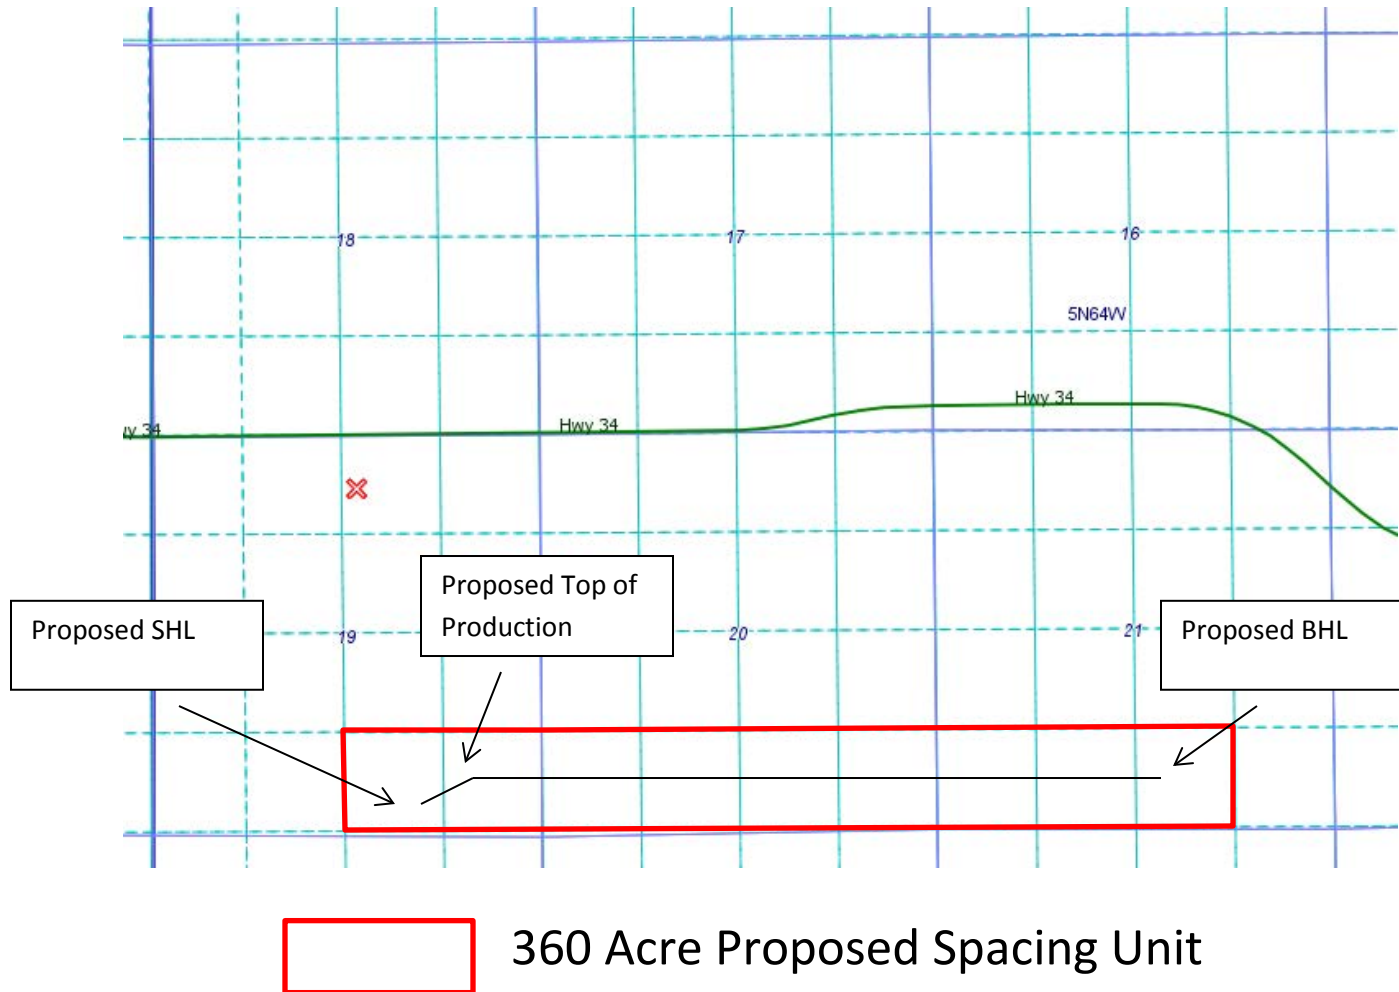 18
17
16
5N64W
Hwy 34
wy 34
Hwy 34
Proposed Top of
Production
Proposed SHL
19
20
21
Proposed BHL
360 Acre Proposed Spacing Unit